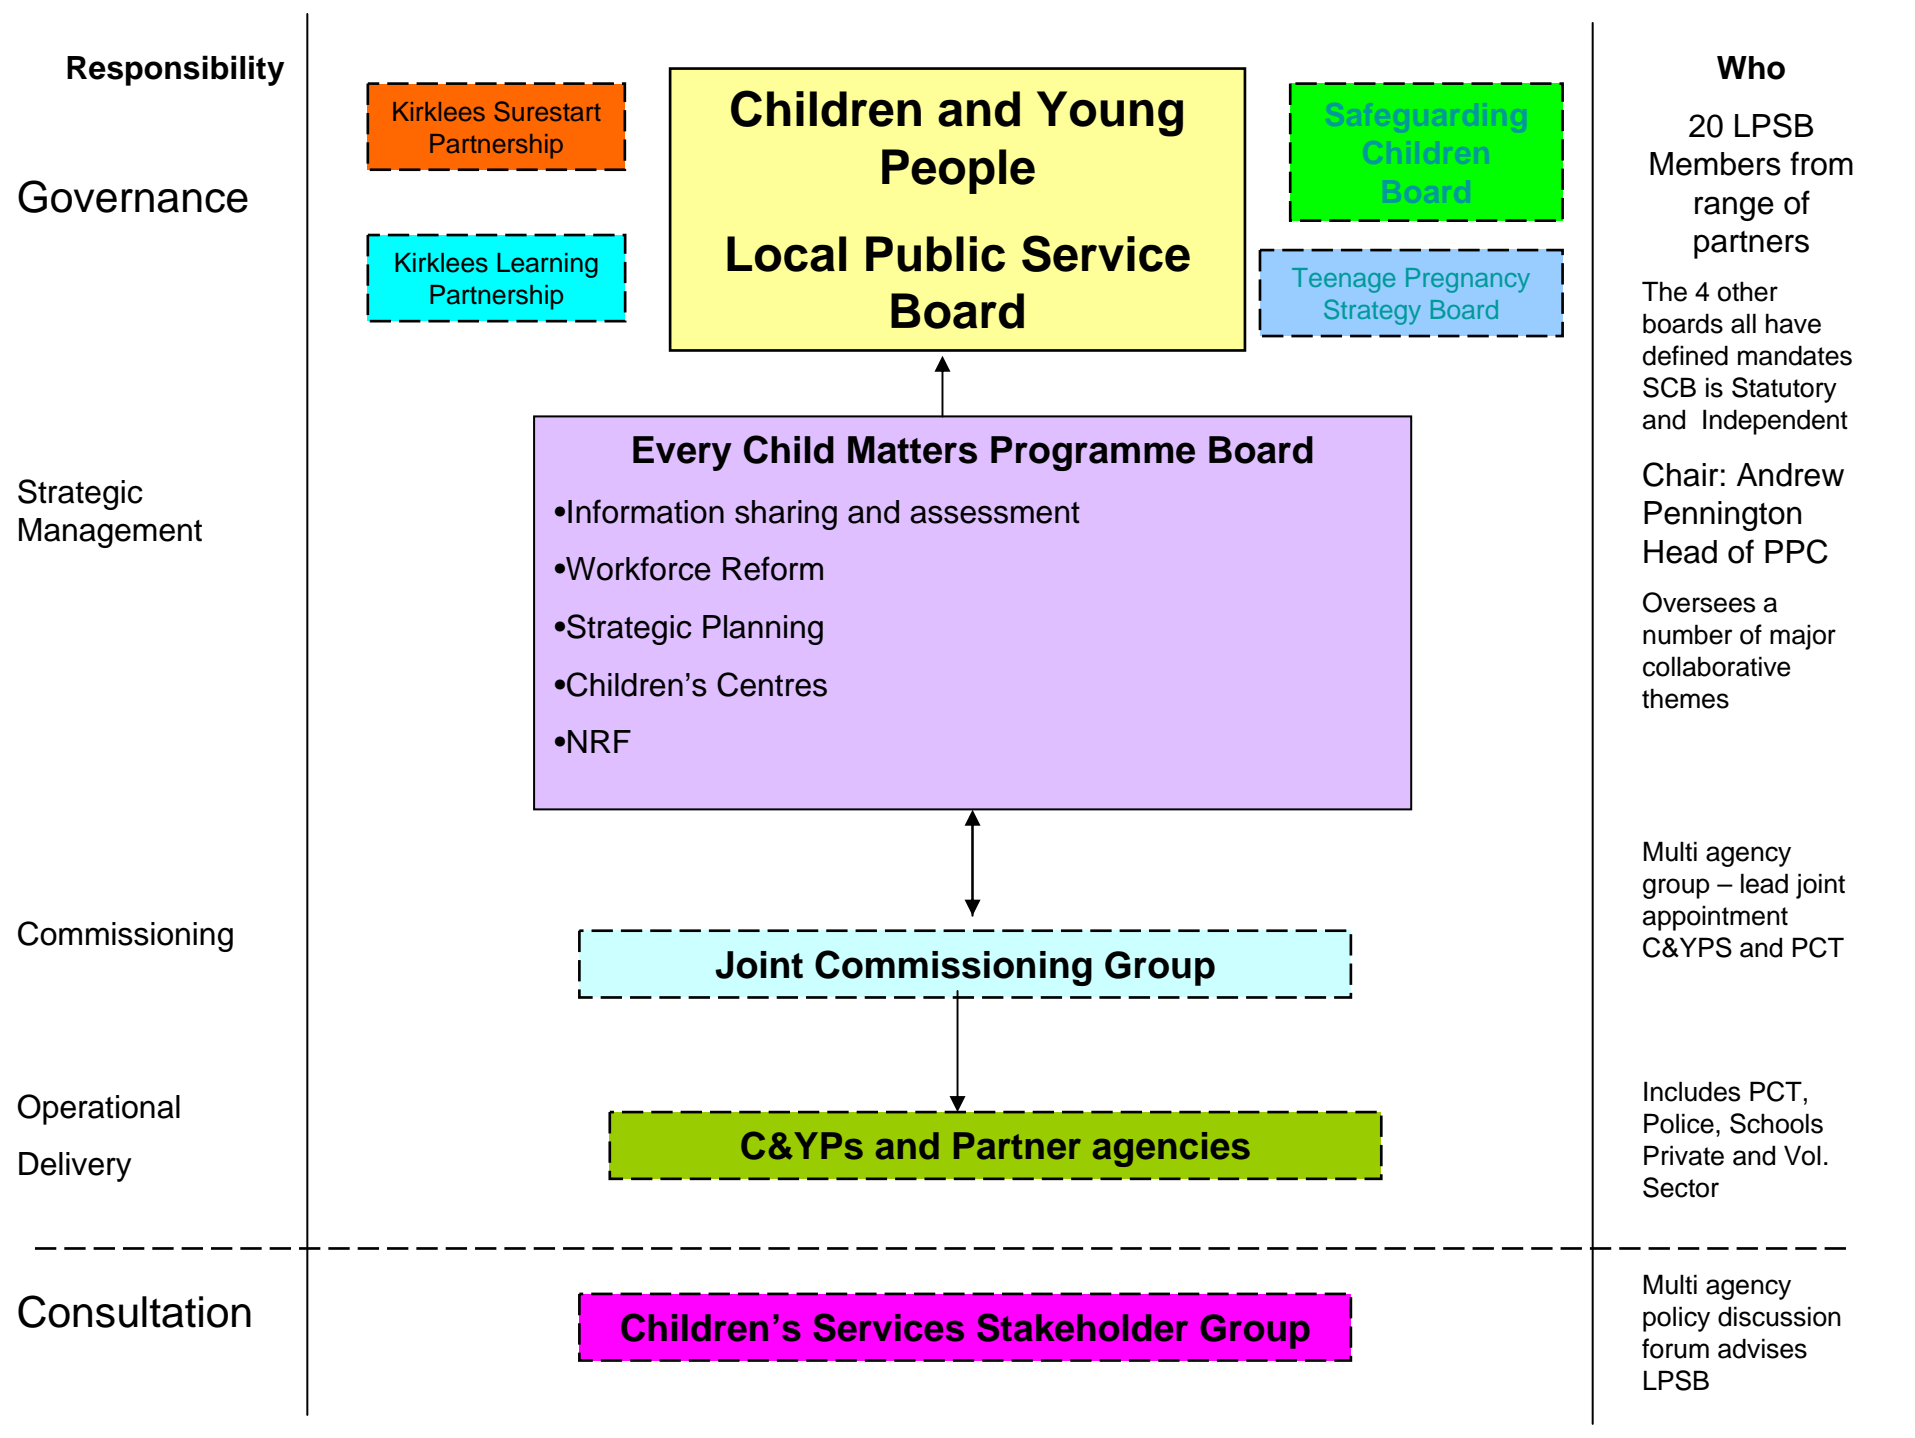 Responsibility
Who
Kirklees Surestart
Partnership
Children and Young
People
Local Public Service
Board
Safeguarding
Children
Board
20 LPSB
Members from
range of
partners
Governance
Kirklees Learning
Partnership
Teenage Pregnancy
Strategy Board
The 4 other
boards all have
defined mandates
SCB is Statutory
and  Independent
Strategic
Management
Every Child Matters Programme Board
•Information sharing and assessment
•Workforce Reform
•Strategic Planning
•Children’s Centres
•NRF
Chair: Andrew
Pennington
Head of PPC
Oversees a
number of major
collaborative
themes
Commissioning
Joint Commissioning Group
Multi agency
group – lead joint
appointment
C&YPS and PCT
Operational
Delivery
C&YPs and Partner agencies
Includes PCT,
Police, Schools
Private and Vol.
Sector
Consultation
Children’s Services Stakeholder Group
Multi agency
policy discussion
forum advises
LPSB